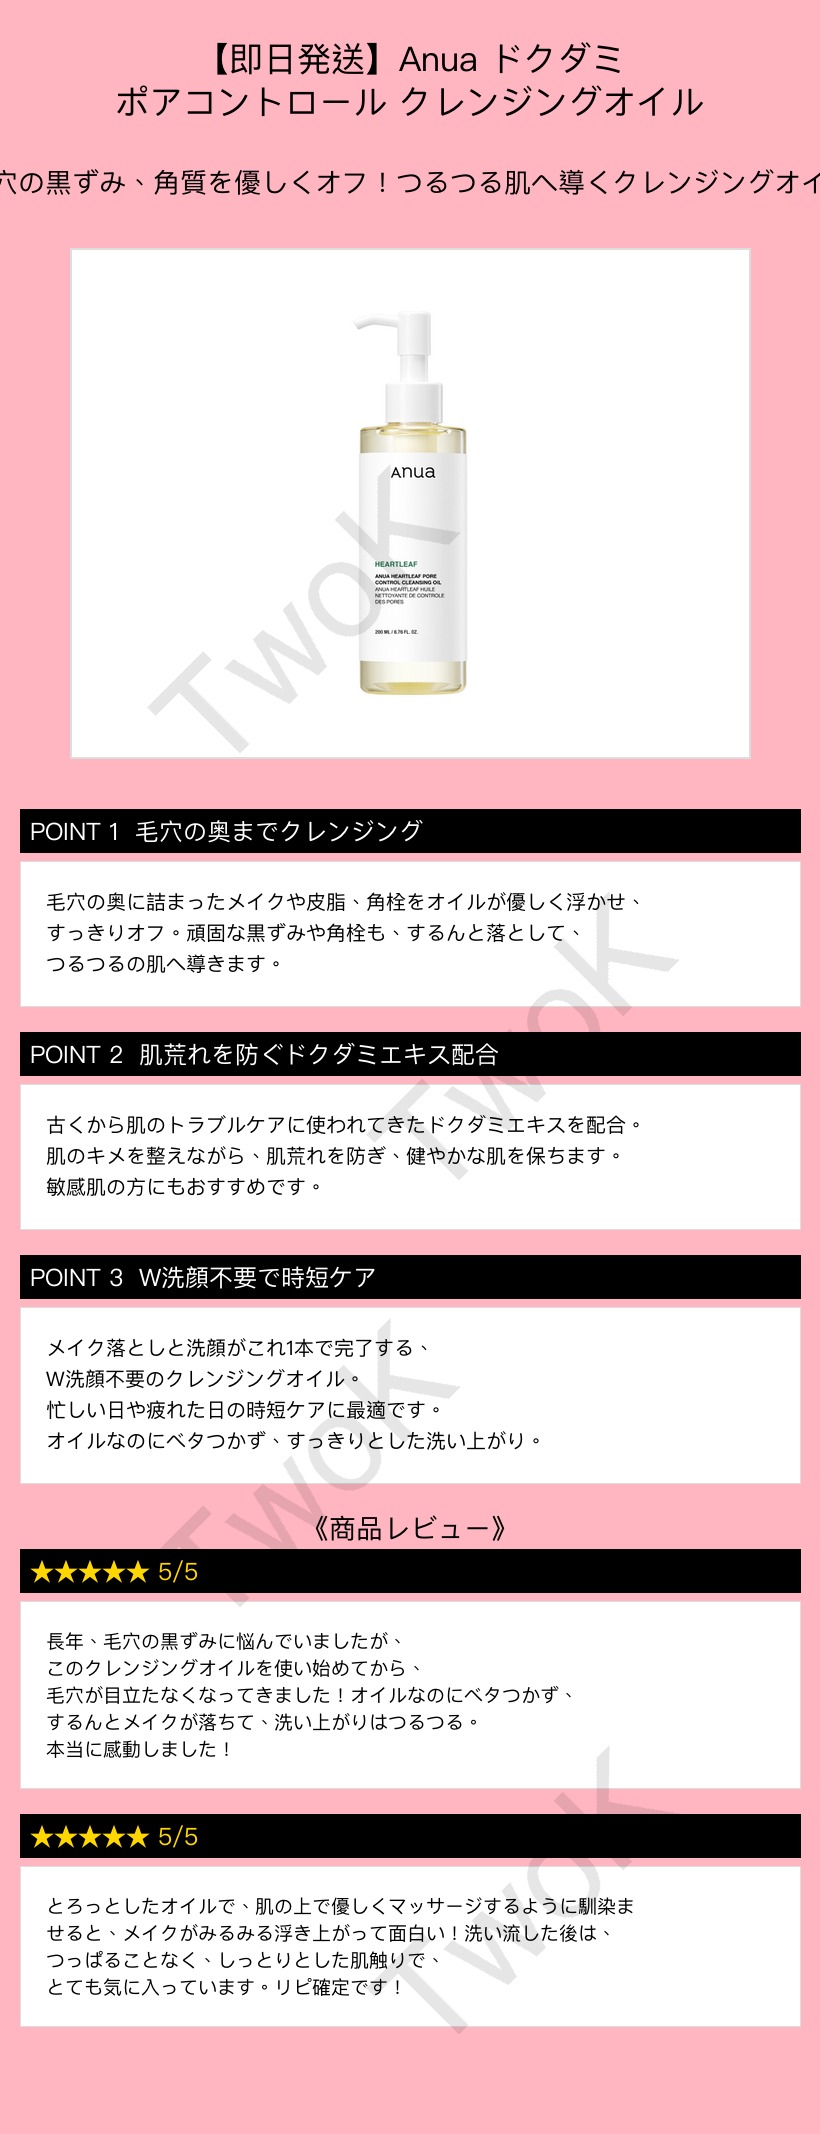 【即日発送】Anua ドクダミ
ポアコントロール クレンジングオイル
穴の黒ずみ、角質を優しくオフ！つるつる肌へ導くクレンジングオイ
Anua
HEARTLEAF
ANUA HEARTLEAF PORE
CONTROL CLEANSING OIL
ANUA HEARTLEAF HUILE
NETTOYANTE DE CONTROLE
DES PORES
200 ML / 6.76 FL. OZ.
TwoK
POINT 1 毛穴の奥までクレンジング
毛穴の奥に詰まったメイクや皮脂、角栓をオイルが優しく浮かせ、
すっきりオフ。頑固な黒ずみや角栓も、するんと落として、
つるつるの肌へ導きます。
TwoK
POINT 2 肌荒れを防ぐドクダミエキス配合
古くから肌のトラブルケアに使われてきたドクダミエキスを配合。
肌のキメを整えながら、肌荒れを防ぎ、健やかな肌を保ちます。
敏感肌の方にもおすすめです。
POINT 3 W洗顔不要で時短ケア
メイク落としと洗顔がこれ1本で完了する、
W洗顔不要のクレンジングオイル。
忙しい日や疲れた日の時短ケアに最適です。
オイルなのにベタつかず、すっきりとした洗い上がり。
TwoK
《商品レビュー》
★★★★★ 5/5
長年、毛穴の黒ずみに悩んでいましたが、
このクレンジングオイルを使い始めてから、
毛穴が目立たなくなってきました！オイルなのにベタつかず、
するんとメイクが落ちて、洗い上がりはつるつる。
本当に感動しました！
★★★★★ 5/5
とろっとしたオイルで、肌の上で優しくマッサージするように馴染ま
せると、メイクがみるみる浮き上がって面白い！洗い流した後は、
つっぱることなく、しっとりとした肌触りで、
とても気に入っています。リピ確定です！
TwoK